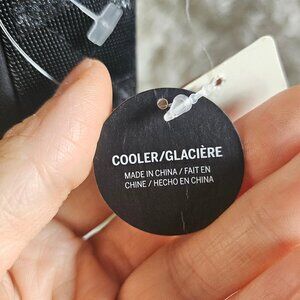 COOLER/GLACIÈRE
MADE IN CHINA / FAIT EN
CHINE / HECHO EN CHINA